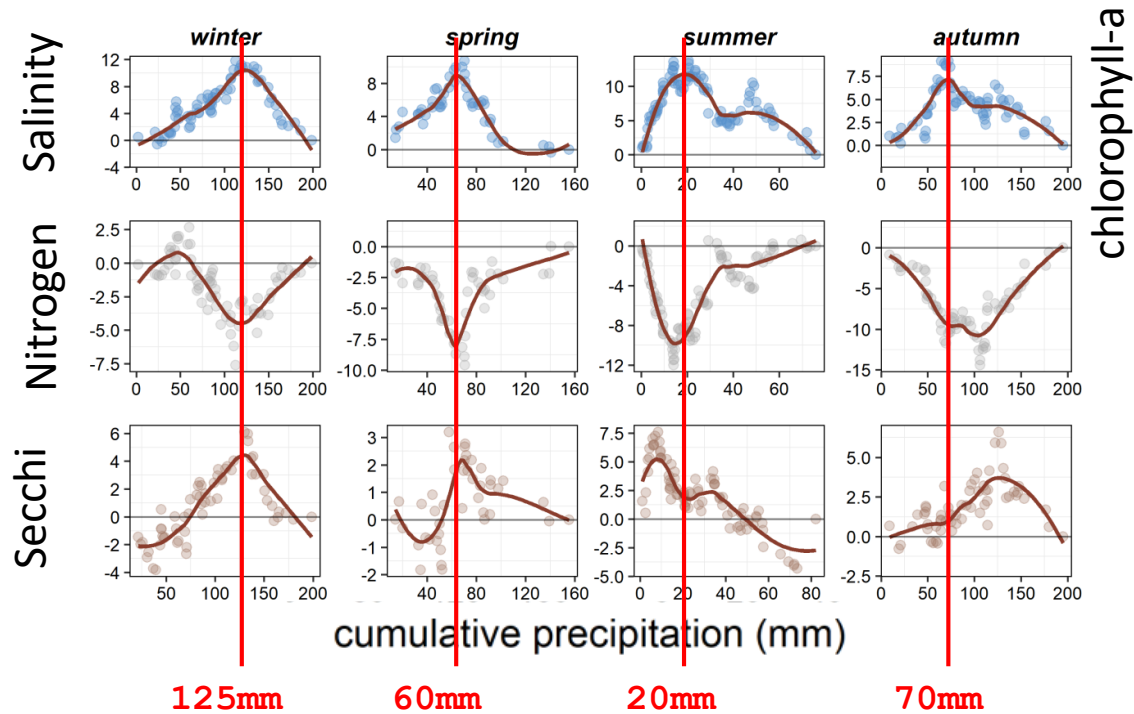 winter spring summer autumn
Salinity
chlorophyll-a
12 8 4 0 -4
0 50 100 150 200
8 4 0
40 80 120 160
10 5 0
0 20 40 60
7.5 5.0 2.5 0.0
0 50 100 150 200
Nitrogen
2.5 0.0 -2.5 -5.0 -7.5
0 50 100 150 200
0.0 -2.5 -5.0 -7.5 -10.0
40 80 120 160
0 -4 -8 -12
0 20 40 60
0 -5 -10 -15
0 50 100 150 200
Secchi
6 4 2 0 -2 -4
50 100 150 200
3 2 1 0 -1 -2
40 80 120 160
7.5 5.0 2.5 0.0 -2.5 -5.0
0 20 40 60 80
5.0 2.5 0.0 -2.5
0 50 100 150 200
cumulative precipitation (mm)
125mm 60mm 20mm 70mm